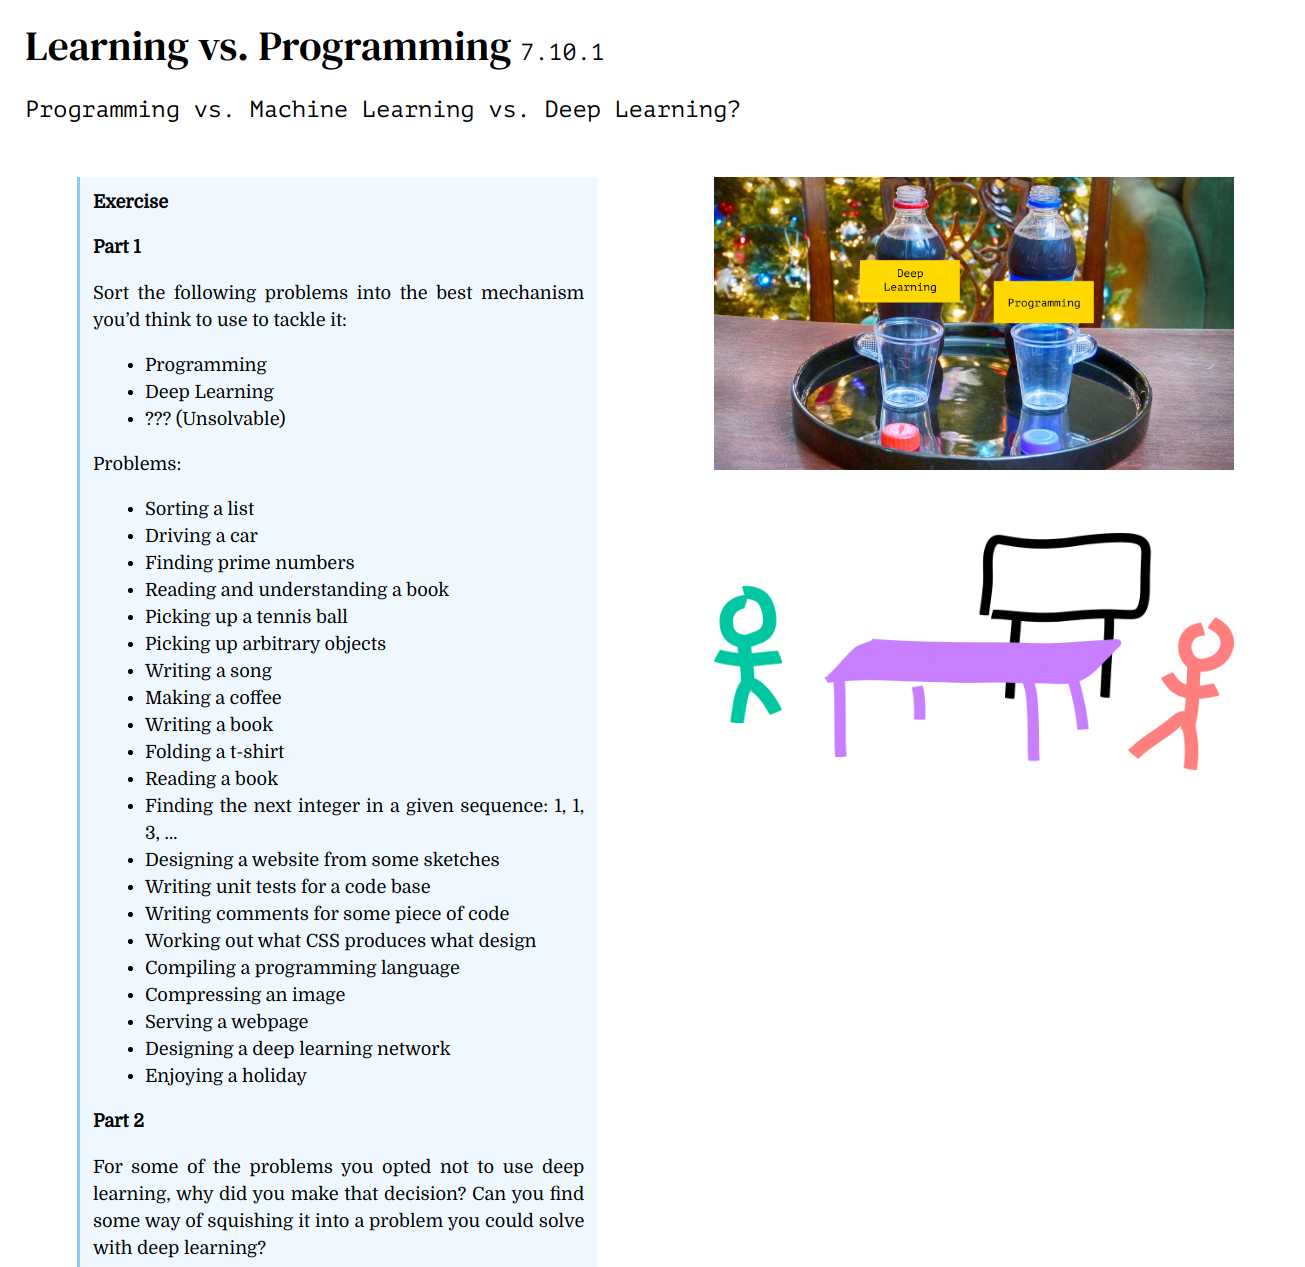 Learning vs. Programming 7.10.1
Programming vs. Machine Learning vs. Deep Learning?
Exercise
Part 1
Sort the following problems into the best mechanism
you’d think to use to tackle it:
• Programming
• Deep Learning
• ??? (Unsolvable)
Problems:
• Sorting a list
• Driving a car
• Finding prime numbers
• Reading and understanding a book
• Picking up a tennis ball
• Picking up arbitrary objects
• Writing a song
• Making a coffee
• Writing a book
• Folding a t-shirt
• Reading a book
• Finding the next integer in a given sequence: 1, 1,
3, ...
• Designing a website from some sketches
• Writing unit tests for a code base
• Writing comments for some piece of code
• Working out what CSS produces what design
• Compiling a programming language
• Compressing an image
• Serving a webpage
• Designing a deep learning network
• Enjoying a holiday
Part 2
For some of the problems you opted not to use deep
learning, why did you make that decision? Can you find
some way of squishing it into a problem you could solve
with deep learning?
Deep
Learning
Programming